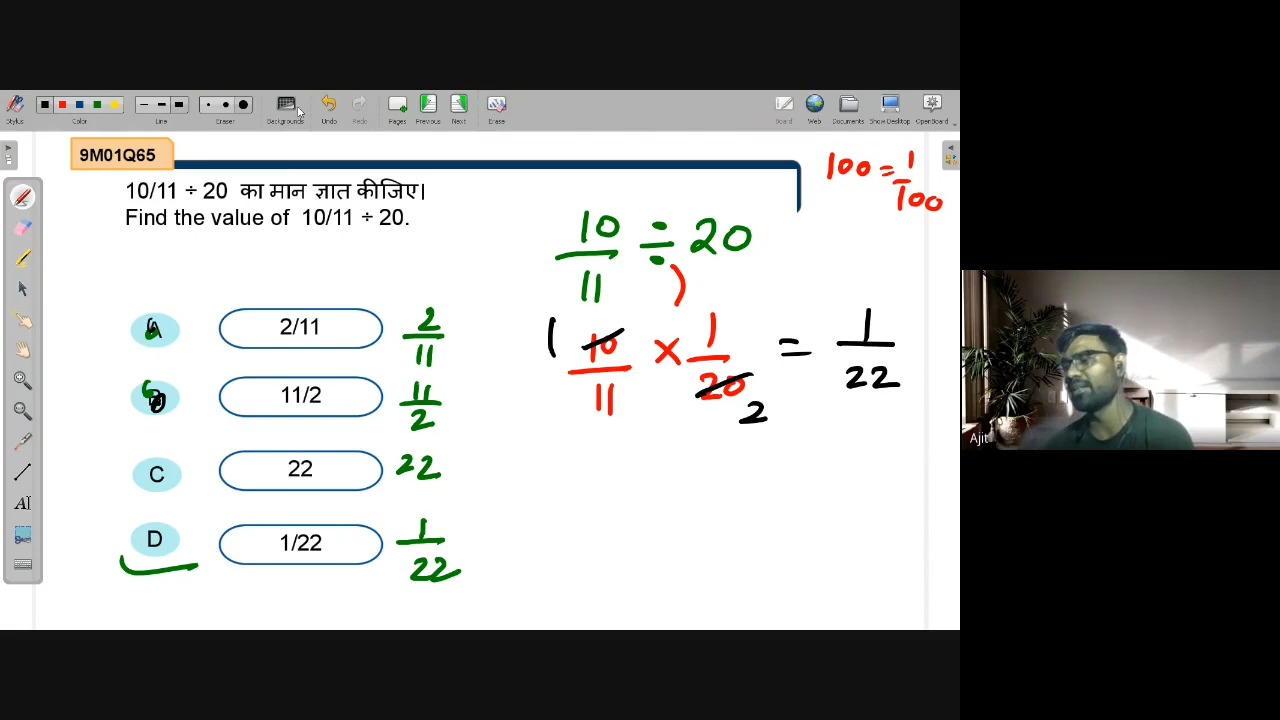 Stylus Color Line Eraser Backgrounds Undo Redo Pages Previous Next Erase Board Web Documents Show Desktop OpenBoard
9M01Q65
10/11 ÷ 20 का मान ज्ञात कीजिए।
Find the value of 10/11 ÷ 20.
100 = 1/100
10/11 ÷ 20
)
1 10/11 × 1/20 2 = 1/22
A 2/11 2/11
11/2 11/2
C 22 22
D 1/22 1/22
Ajit